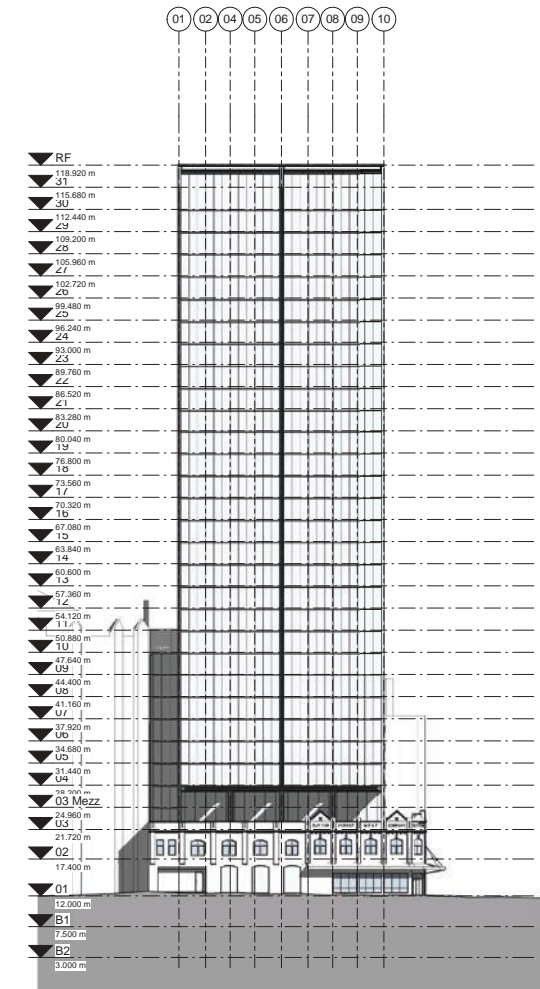 01 02 04 05 06 07 08 09 10
RF
118.920 m
31
115.680 m
30
112.440 m
29
109.200 m
28
105.960 m
27
102.720 m
26
99.480 m
25
96.240 m
24
93.000 m
23
89.760 m
22
86.520 m
21
83.280 m
20
80.040 m
19
76.800 m
18
73.560 m
17
70.320 m
16
67.080 m
15
63.840 m
14
60.600 m
13
57.360 m
12
54.120 m
11
50.880 m
10
47.640 m
09
44.400 m
08
41.160 m
07
37.920 m
06
34.680 m
05
31.440 m
04
28.200 m
03 Mezz
24.960 m
03
21.720 m
02
17.400 m
01
12.000 m
B1
7.500 m
B2
3.000 m